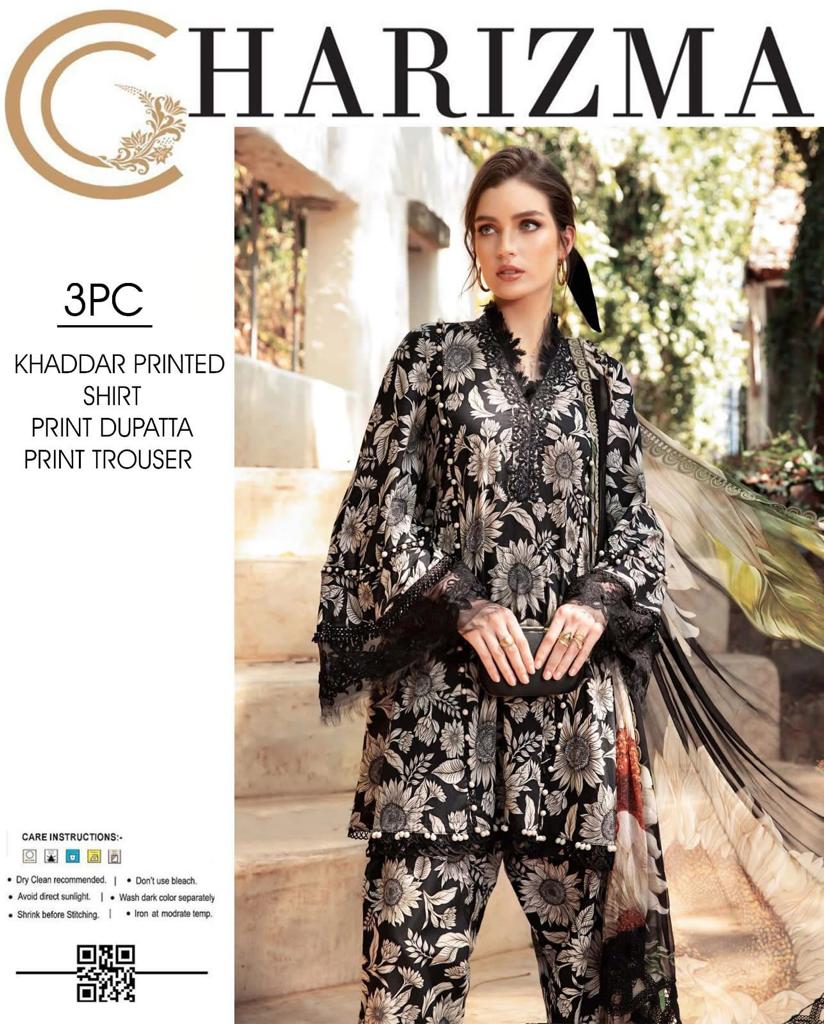 CHARIZMA
3PC
KHADDAR PRINTED
SHIRT
PRINT DUPATTA
PRINT TROUSER
CARE INSTRUCTIONS:-
• Dry Clean recommended. | • Don't use bleach.
• Avoid direct sunlight. | • Wash dark color separately
• Shrink before Stitching. | • Iron at modrate temp.